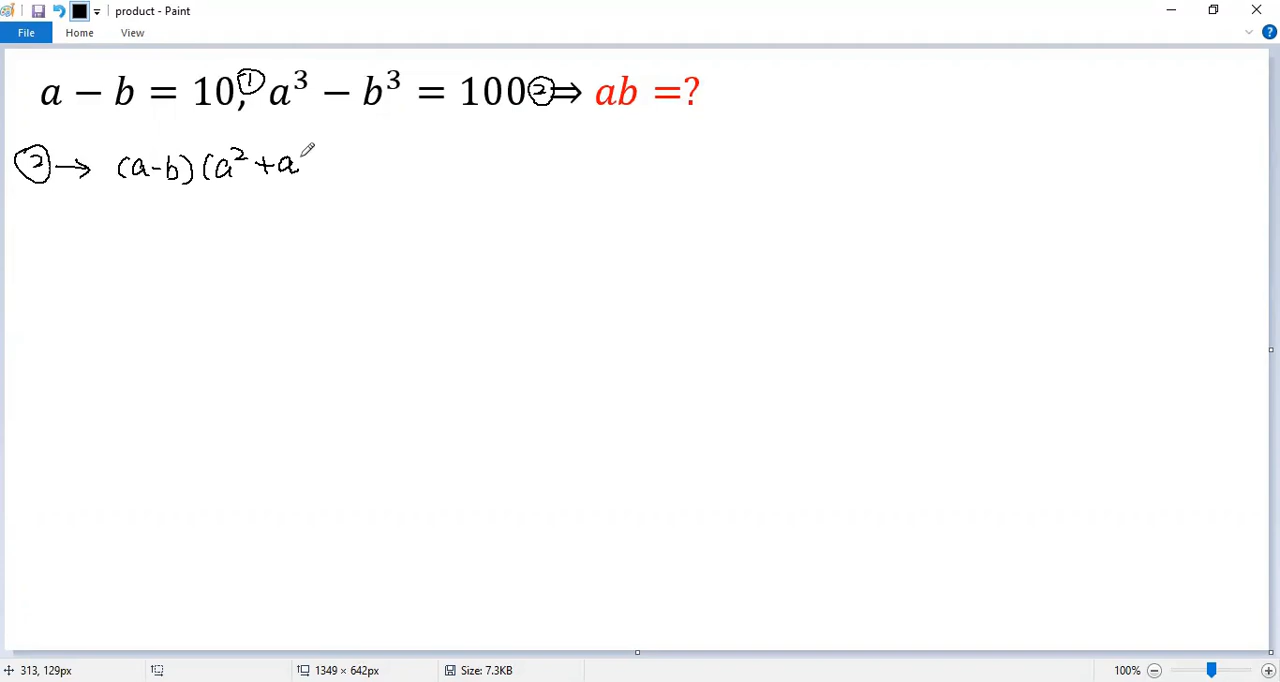 product - Paint
File Home View
a − b = 10, ① a³ − b³ = 100 ② ⇒ ab =?
② → (a-b)(a² + a
313, 129px 1349 × 642px Size: 7.3KB 100%